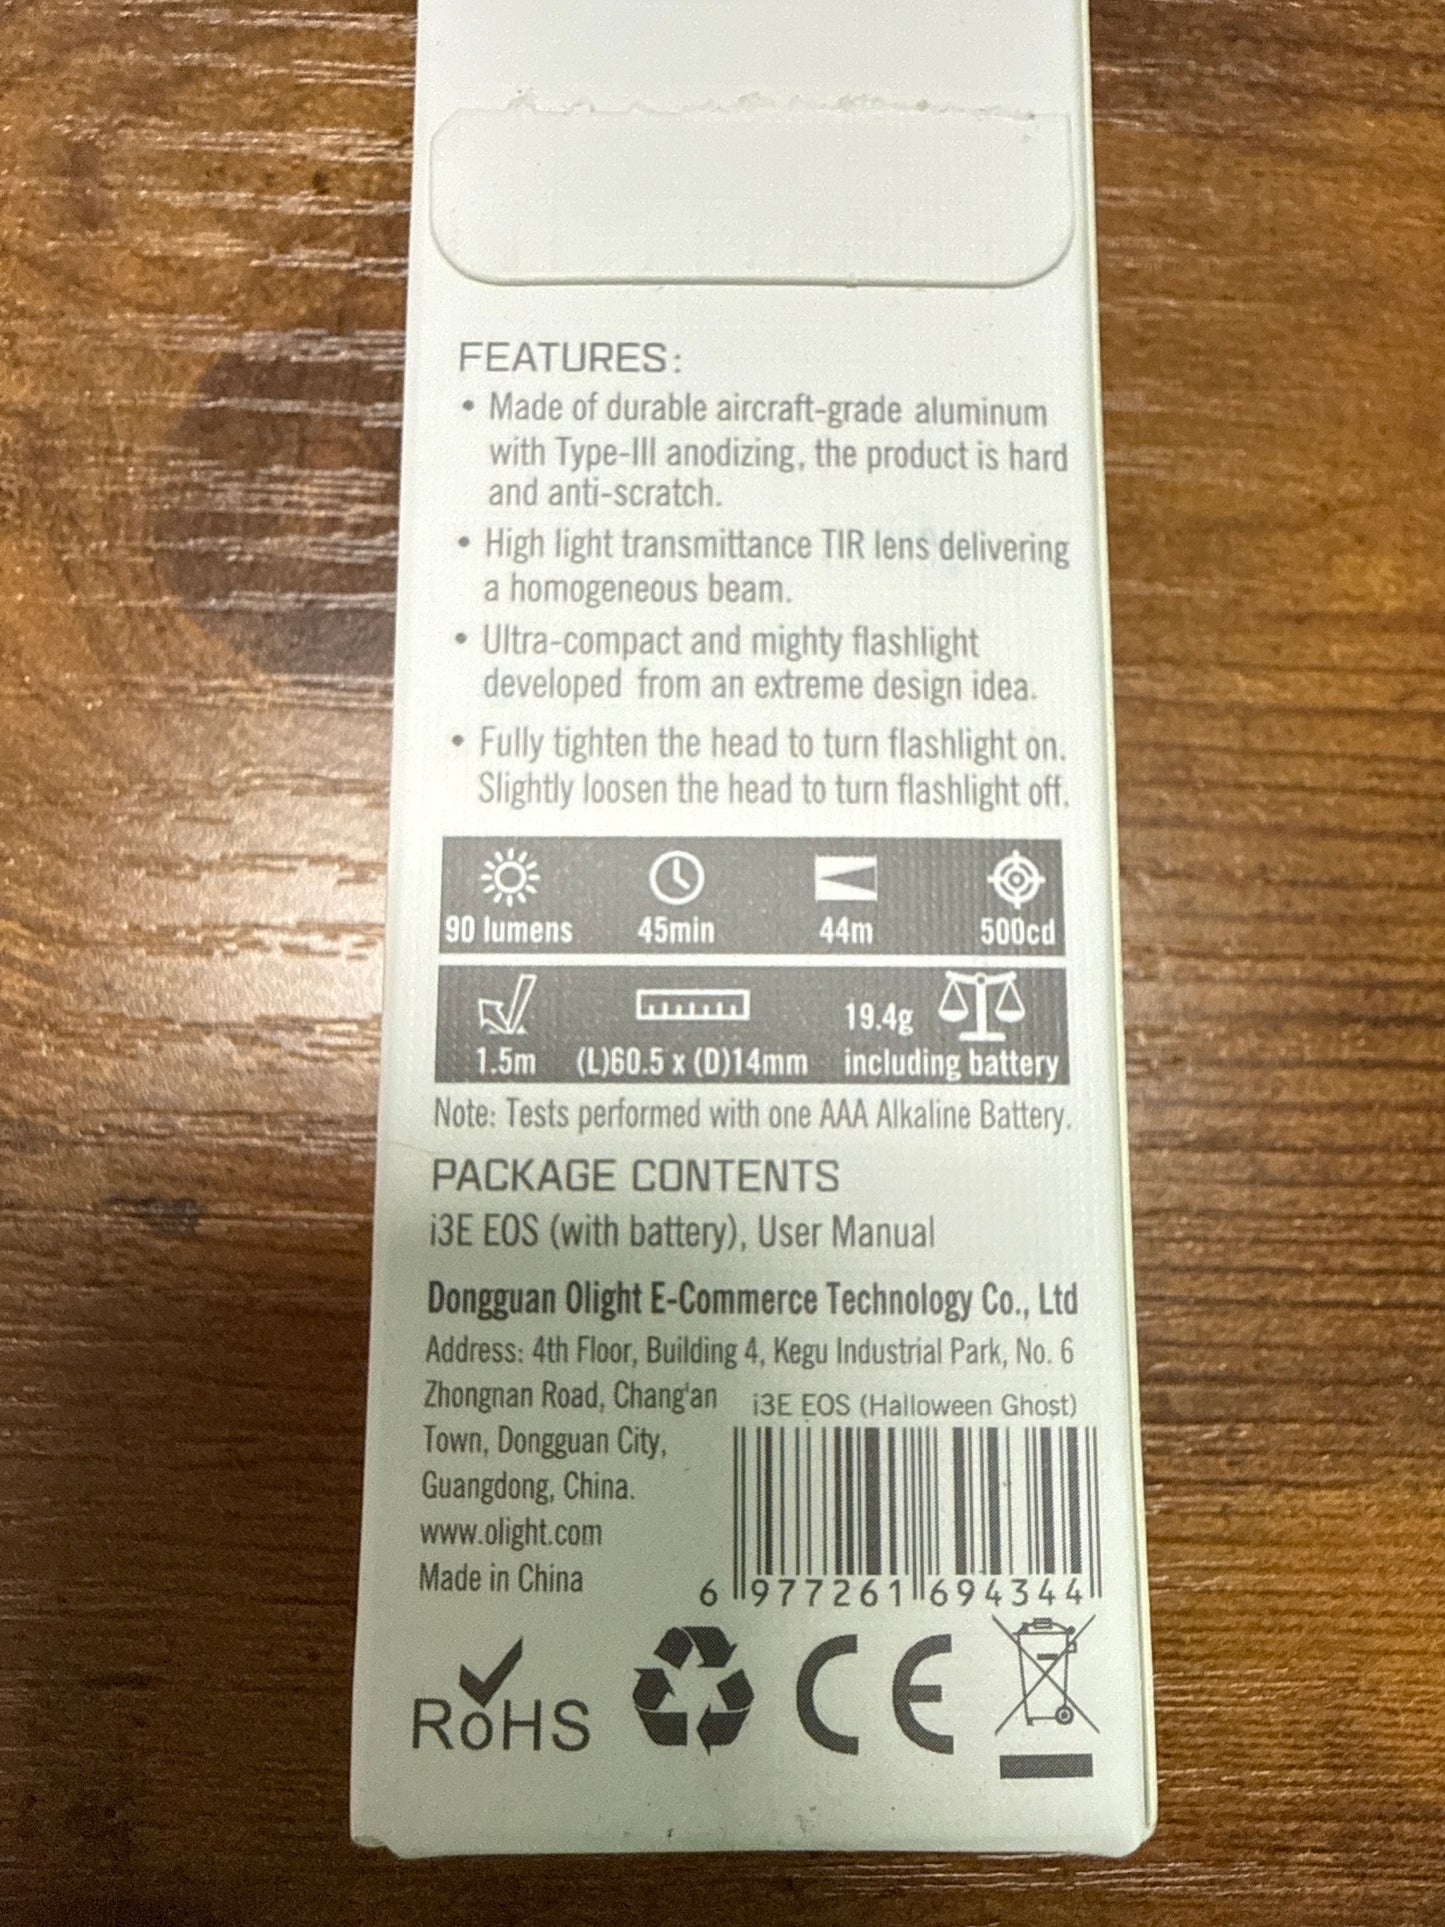 FEATURES:
• Made of durable aircraft-grade aluminum
with Type-III anodizing, the product is hard
and anti-scratch.
• High light transmittance TIR lens delivering
a homogeneous beam.
• Ultra-compact and mighty flashlight
developed from an extreme design idea.
• Fully tighten the head to turn flashlight on.
Slightly loosen the head to turn flashlight off.
90 lumens 45min 44m 500cd
19.4g
1.5m (L)60.5 x (D)14mm including battery
Note: Tests performed with one AAA Alkaline Battery.
PACKAGE CONTENTS
i3E EOS (with battery), User Manual
Dongguan Olight E-Commerce Technology Co., Ltd
Address: 4th Floor, Building 4, Kegu Industrial Park, No. 6
Zhongnan Road, Chang'an
Town, Dongguan City,
Guangdong, China.
www.olight.com
Made in China
i3E EOS (Halloween Ghost)
6 977261 694344
RoHS CE